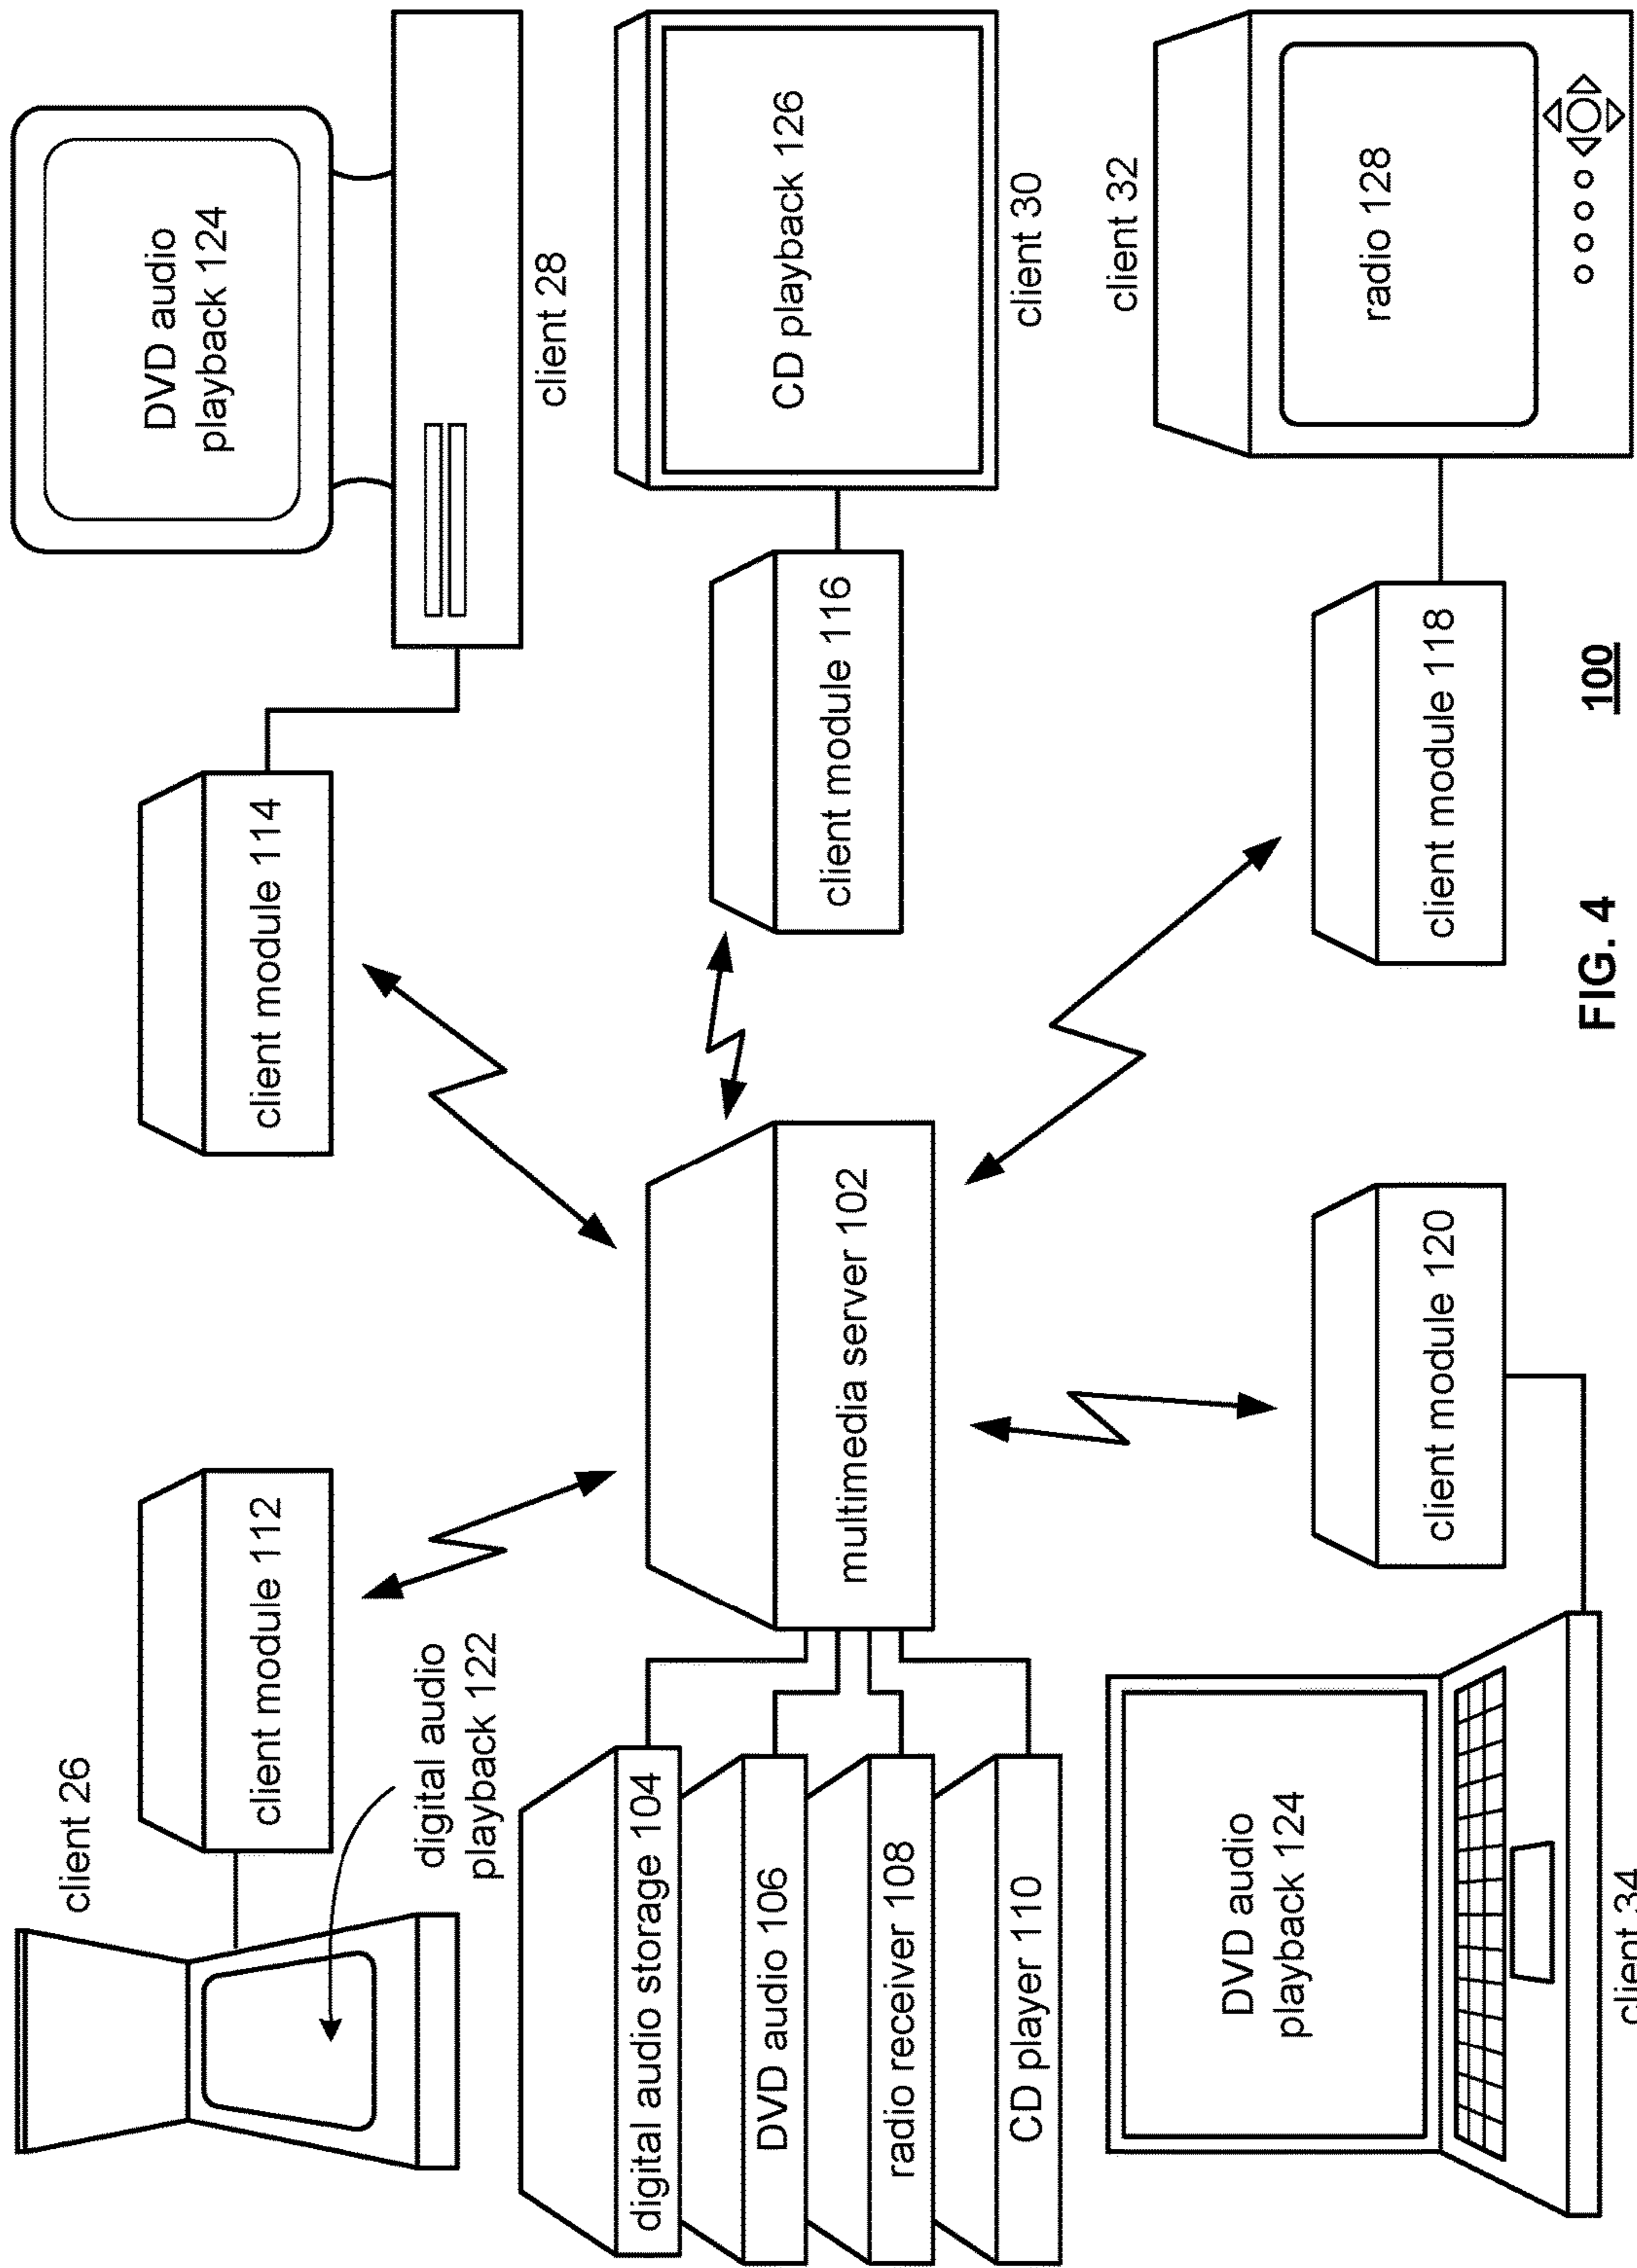 client 26
DVD audio
playback 124
client module 112
client module 114
digital audio
playback 122
client 28
digital audio storage 104
DVD audio 106
radio receiver 108
CD player 110
multimedia server 102
client module 116
CD playback 126
client 30
client 32
DVD audio
playback 124
client module 120
client module 118
radio 128
client 34
FIG. 4
100